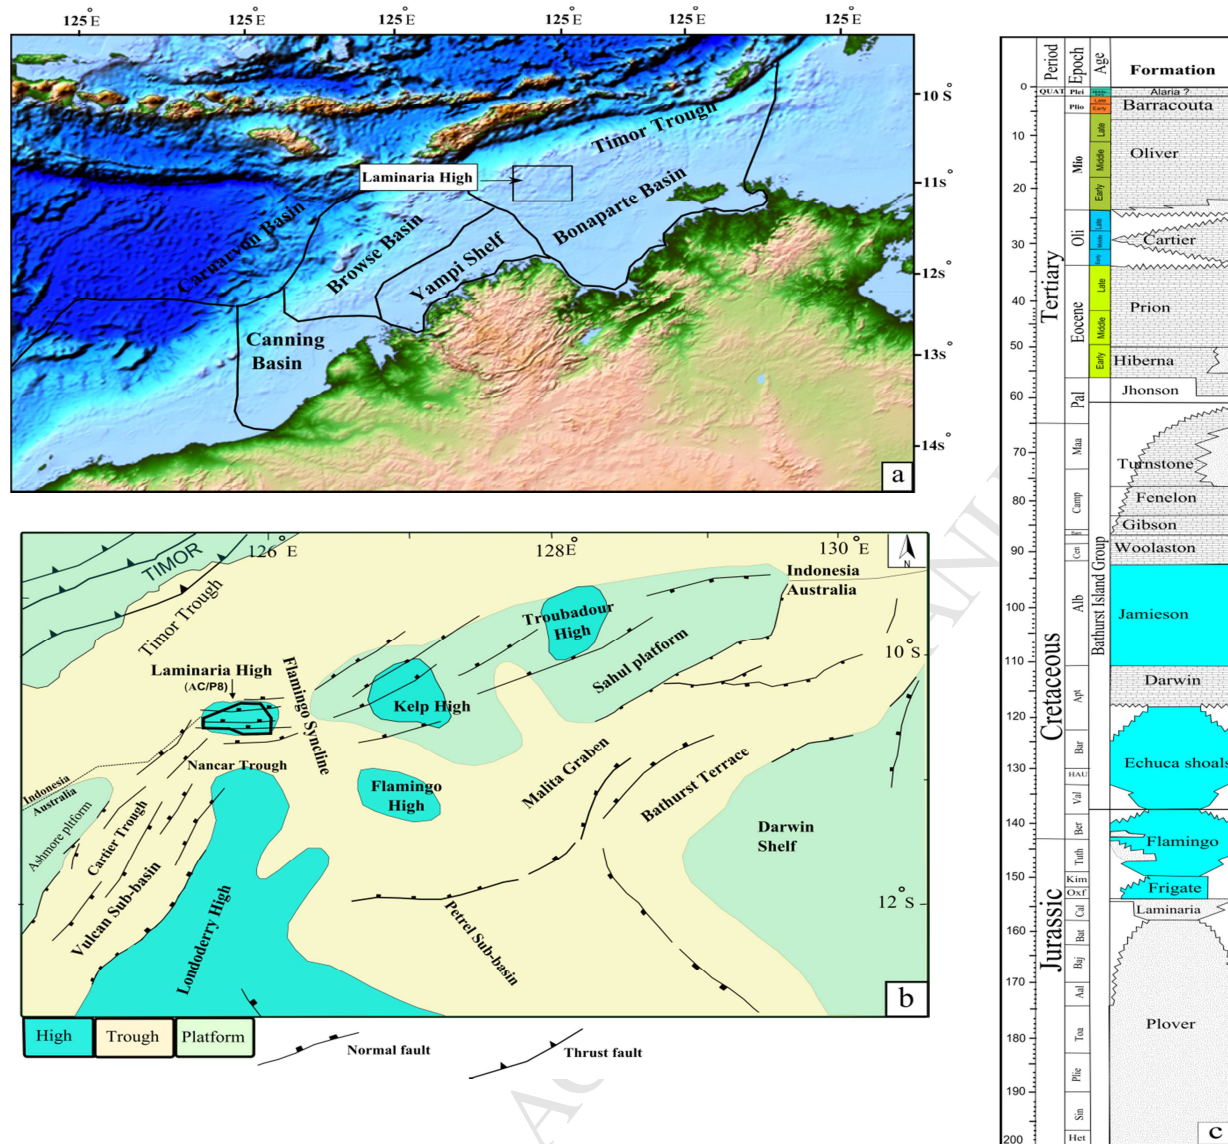 125°E 125°E 125°E 125°E 125°E
10°S
11°S
12°S
13°S
14°S
Timor Trough
Laminaria High
Bonaparte Basin
Carnarvon Basin
Browse Basin
Yampi Shelf
Canning
Basin
a
126°E 128°E 130°E
N
TIMOR
Timor Trough
Indonesia
Australia
Troubadour
High
10°S
Laminaria High
(AC/P8)
Flamingo Syncline
Sahul platform
Kelp High
Nancar Trough
Indonesia
Australia
Flamingo
High
Malita Graben
Bathurst Terrace
Ashmore pltform
Cartier Trough
Darwin
Shelf
Vulcan Sub-basin
Londoderry High
Petrel Sub-basin
12°S
b
High Trough Platform
Normal fault
Thrust fault
Period Epoch Age Formation
0 QUAT Plei Alaria ?
Plio Late Early Barracouta
10 Late
Mio Middle Oliver
20 Early
Oli Late Middle Early Cartier
30
Tertiary
40 Late Prion
Eocene Middle
50 Early Hiberna
Pal Jhonson
60
Maa
70 Turnstone
Camp Fenelon
80
Gibson
90 Cen Woolaston
Bathurst Island Group
100 Alb Jamieson
110
Cretaceous
Apt Darwin
120
Bar Echuca shoals
130 HAU
Val
140 Ber Flamingo
Tuth
150 Kim Frigate
Oxf
Cal Laminaria
160 Bat
Jurassic
Baj
170
Aal
180 Toa Plover
Plie
190
Sin
200 Het
c